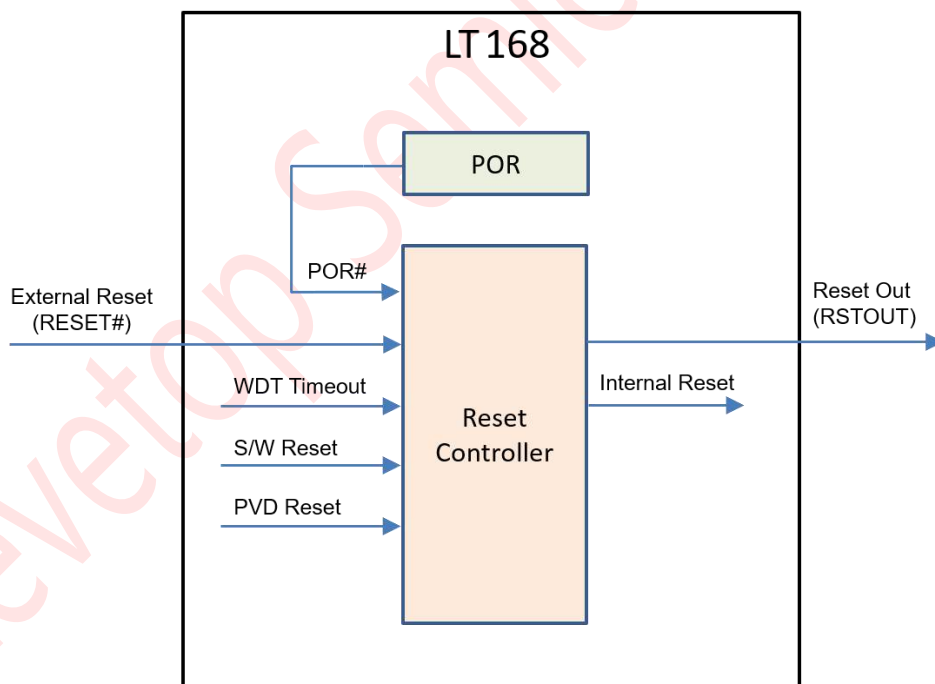 LT 168
POR
POR#
External Reset
(RESET#)
Reset Out
(RSTOUT)
WDT Timeout
Internal Reset
Reset
Controller
S/W Reset
PVD Reset